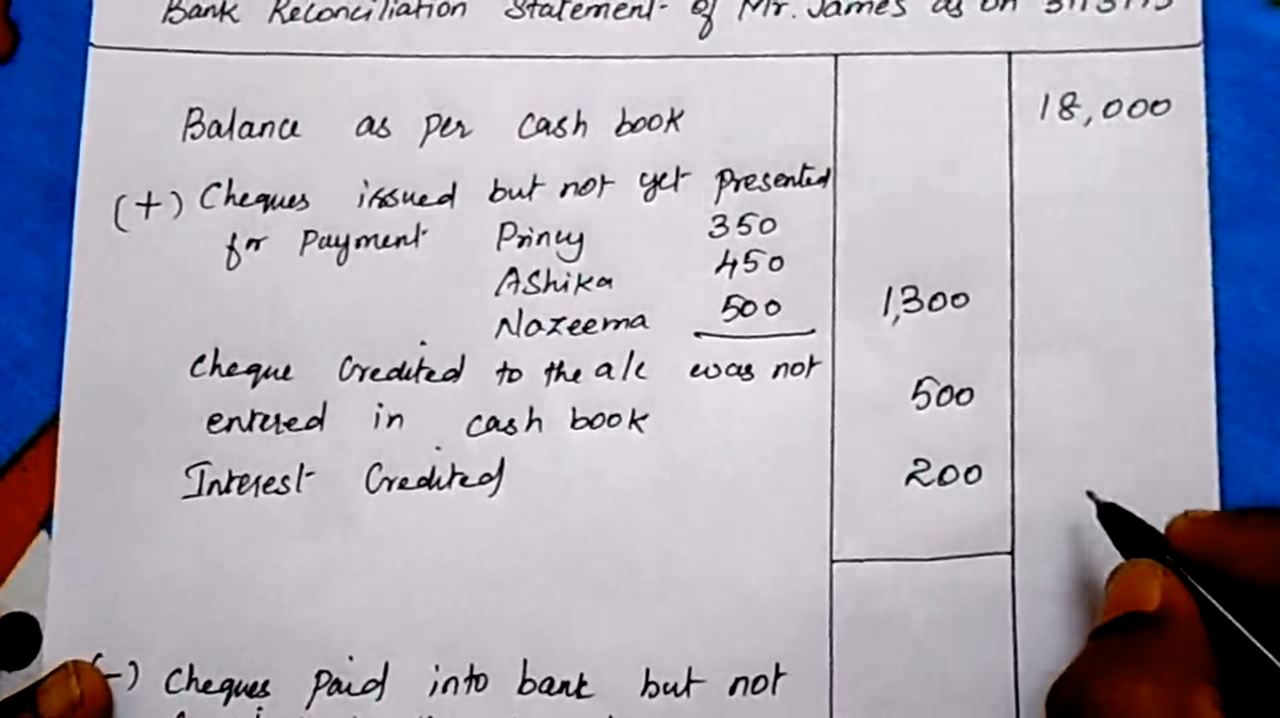 Bank Reconciliation Statement of Mr. James as on
Balance as per cash book 18,000
(+) Cheques issued but not yet presented
for Payment Princy 350
Ashika 450
Nazeema 500 1,300
Cheque Credited to the a/c was not
entered in cash book 500
Interest Credited 200
(-) Cheques paid into bank but not